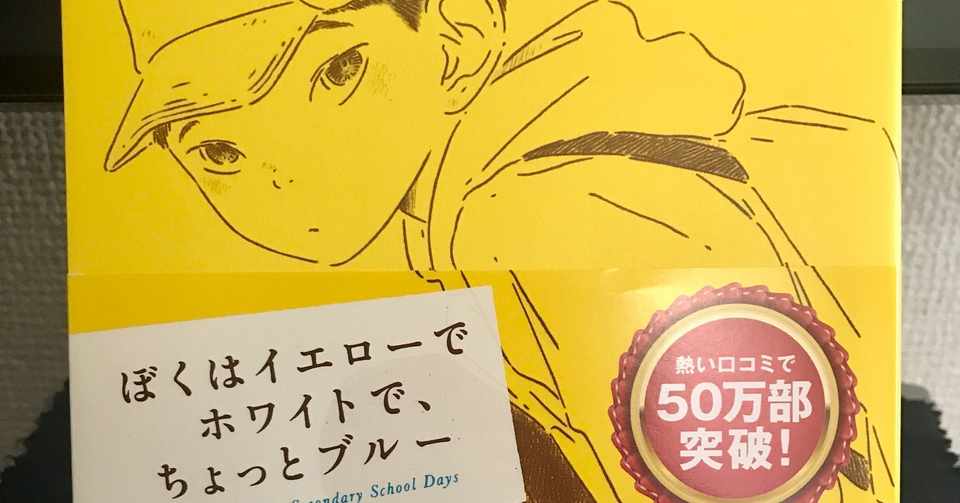 ぼくはイエローで
ホワイトで、
ちょっとブルー
Secondary School Days
熱い口コミで
50万部
突破!